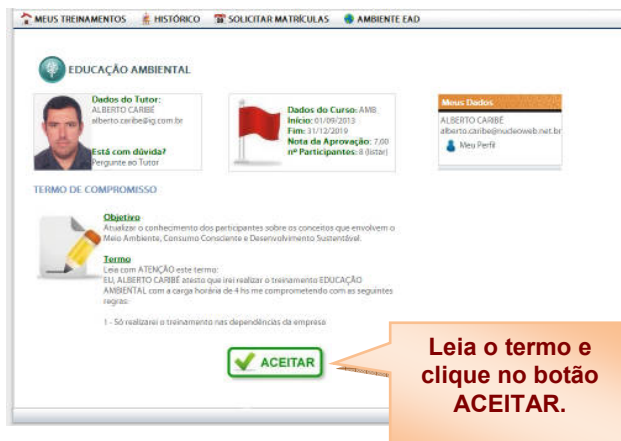 MEUS TREINAMENTOS HISTÓRICO SOLICITAR MATRÍCULAS AMBIENTE EAD
EDUCAÇÃO AMBIENTAL
Dados do Tutor:
ALBERTO CARIBÉ
alberto.caribe@ig.com.br
Está com dúvida?
Pergunte ao Tutor
Dados do Curso: AMB.
Início: 01/09/2013
Fim: 31/12/2019
Nota da Aprovação: 7,00
nº Participantes: 8 (listar)
Meus Dados
ALBERTO CARIBÉ
alberto.caribe@nucleoweb.net.br
Meu Perfil
TERMO DE COMPROMISSO
Objetivo
Atualizar o conhecimento dos participantes sobre os conceitos que envolvem o
Meio Ambiente, Consumo Consciente e Desenvolvimento Sustentável.
Termo
Leia com ATENÇÃO este termo:
EU, ALBERTO CARIBÉ atesto que irei realizar o treinamento EDUCAÇÃO
AMBIENTAL com a carga horária de 4 hs me comprometendo com as seguintes
regras:
1 - Só realizarei o treinamento nas dependências da empresa
ACEITAR
Leia o termo e
clique no botão
ACEITAR.